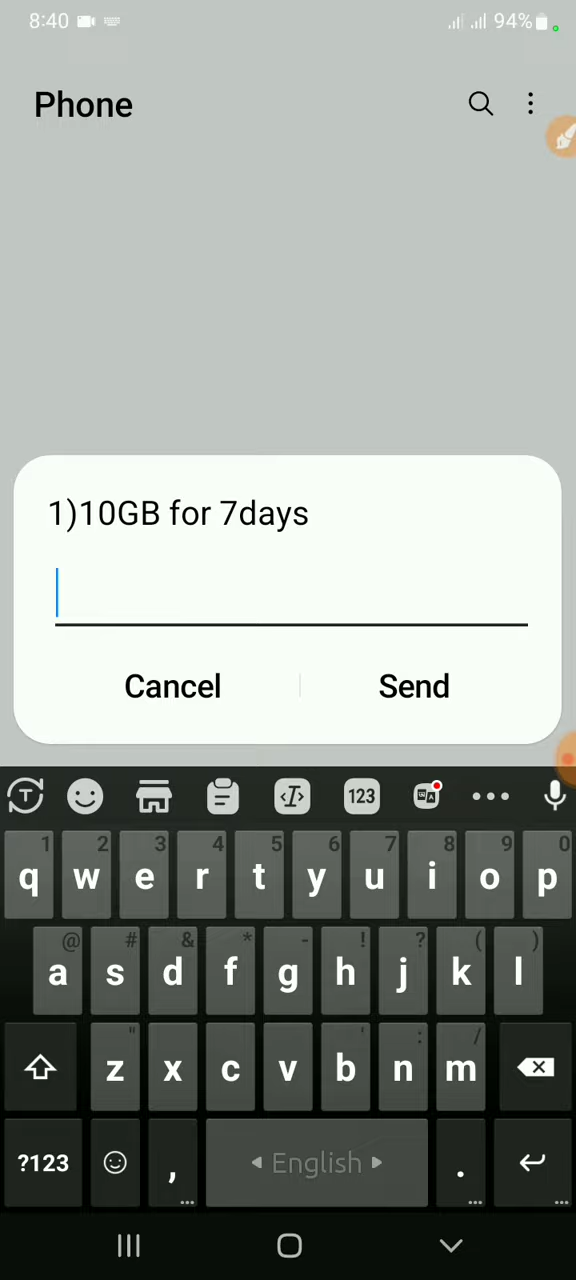 8:40 94%
Phone
1)10GB for 7days
Cancel Send
T 123
1 2 3 4 5 6 7 8 9 0
q w e r t y u i o p
@ # & * - ! ? ( )
a s d f g h j k l
" ' : /
z x c v b n m
?123 , English .